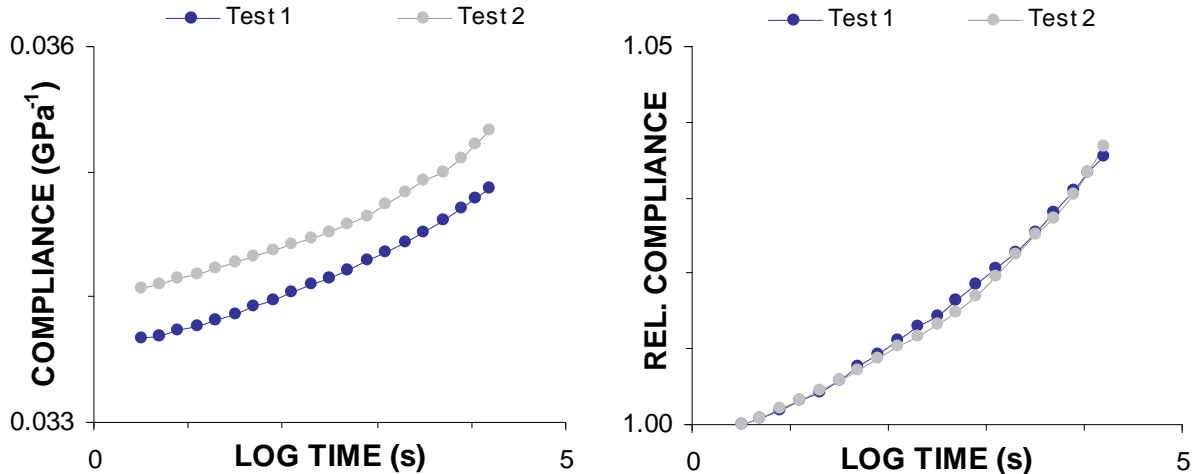 Test 1 Test 2
0.036
COMPLIANCE (GPa-1)
0.033
0 LOG TIME (s) 5
Test 1 Test 2
1.05
REL. COMPLIANCE
1.00
0 LOG TIME (s) 5